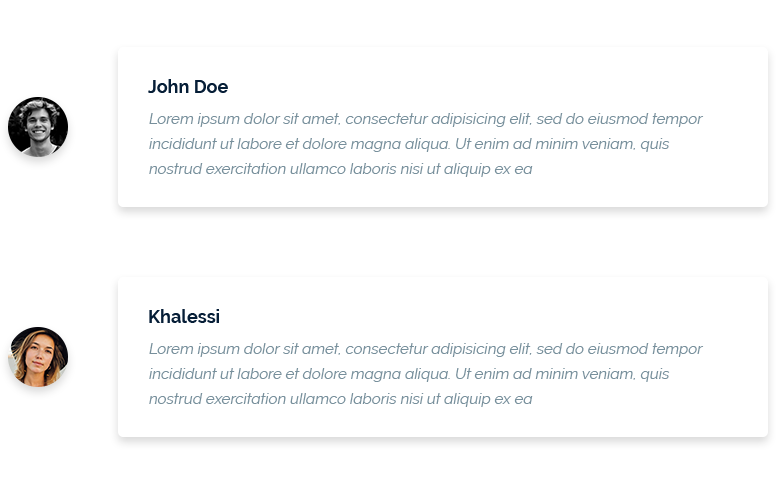 John Doe
Lorem ipsum dolor sit amet, consectetur adipisicing elit, sed do eiusmod tempor
incididunt ut labore et dolore magna aliqua. Ut enim ad minim veniam, quis
nostrud exercitation ullamco laboris nisi ut aliquip ex ea
Khalessi
Lorem ipsum dolor sit amet, consectetur adipisicing elit, sed do eiusmod tempor
incididunt ut labore et dolore magna aliqua. Ut enim ad minim veniam, quis
nostrud exercitation ullamco laboris nisi ut aliquip ex ea